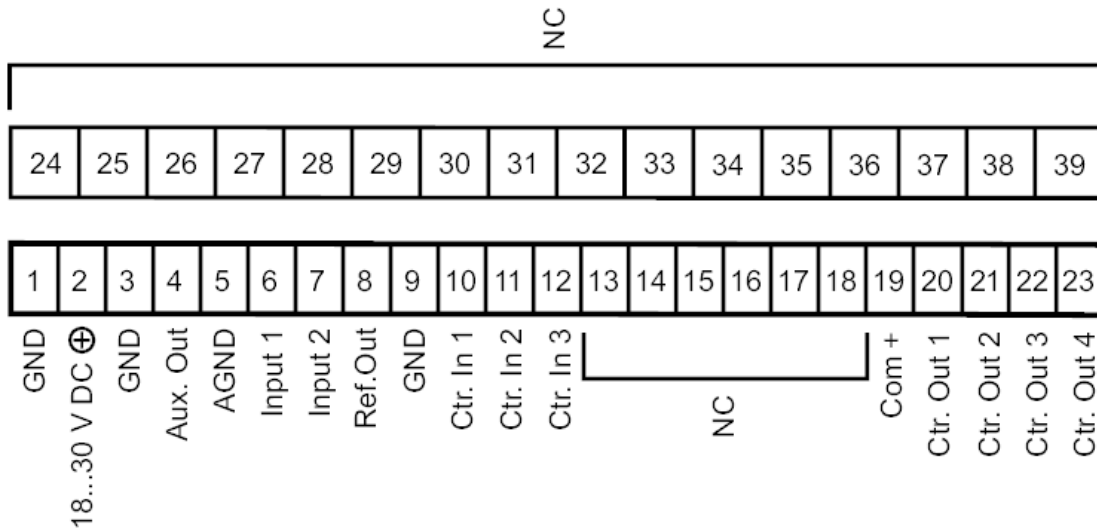 NC
24 25 26 27 28 29 30 31 32 33 34 35 36 37 38 39
1 2 3 4 5 6 7 8 9 10 11 12 13 14 15 16 17 18 19 20 21 22 23
GND
18...30 V DC ⊕
GND
Aux. Out
AGND
Input 1
Input 2
Ref.Out
GND
Ctr. In 1
Ctr. In 2
Ctr. In 3
NC
Com +
Ctr. Out 1
Ctr. Out 2
Ctr. Out 3
Ctr. Out 4